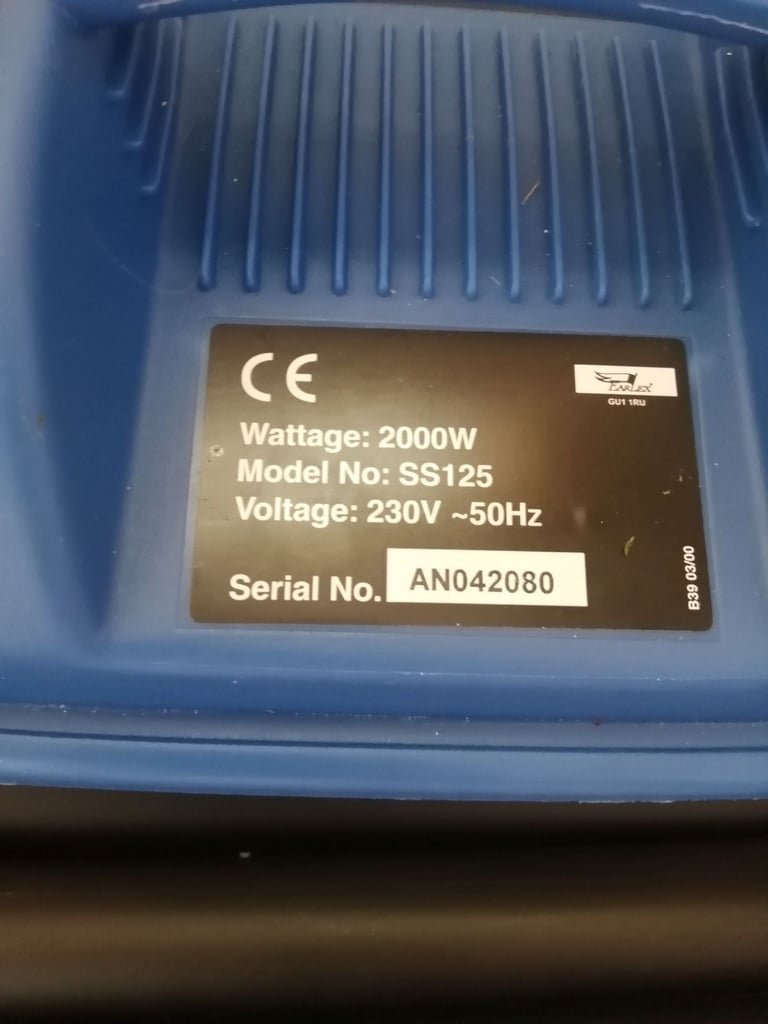 CE
EARLEX
GU1 1RU
Wattage: 2000W
Model No: SS125
Voltage: 230V ~50Hz
Serial No. AN042080
B39 03/00